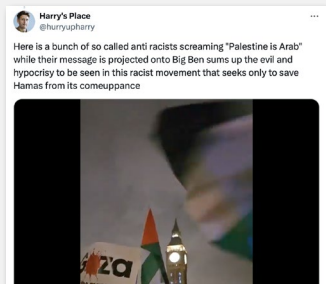 Harry's Place
@hurryupharry
Here is a bunch of so called anti racists screaming "Palestine is Arab"
while their message is projected onto Big Ben sums up the evil and
hypocrisy to be seen in this racist movement that seeks only to save
Hamas from its comeuppance